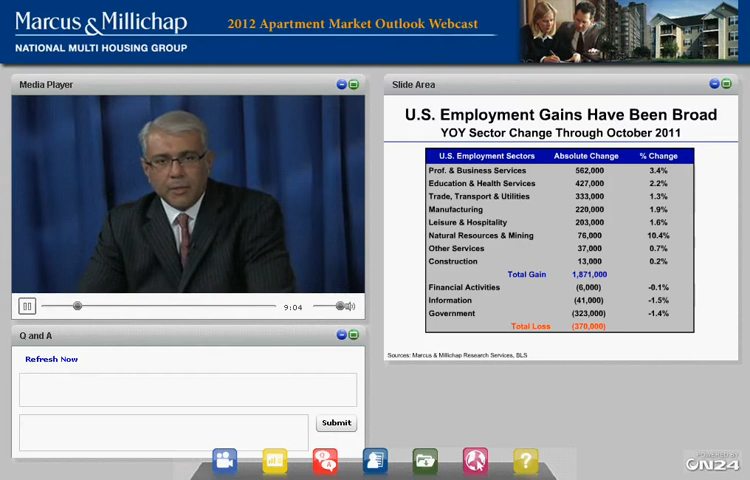 Marcus & Millichap
NATIONAL MULTI HOUSING GROUP
2012 Apartment Market Outlook Webcast
Media Player
9:04
Q and A
Refresh Now
Submit
Slide Area
U.S. Employment Gains Have Been Broad
YOY Sector Change Through October 2011
U.S. Employment Sectors Absolute Change % Change
Prof. & Business Services 562,000 3.4%
Education & Health Services 427,000 2.2%
Trade, Transport & Utilities 333,000 1.3%
Manufacturing 220,000 1.9%
Leisure & Hospitality 203,000 1.6%
Natural Resources & Mining 76,000 10.4%
Other Services 37,000 0.7%
Construction 13,000 0.2%
Total Gain 1,871,000
Financial Activities (6,000) -0.1%
Information (41,000) -1.5%
Government (323,000) -1.4%
Total Loss (370,000)
Sources: Marcus & Millichap Research Services, BLS
Q
A
?
POWERED BY
ON24